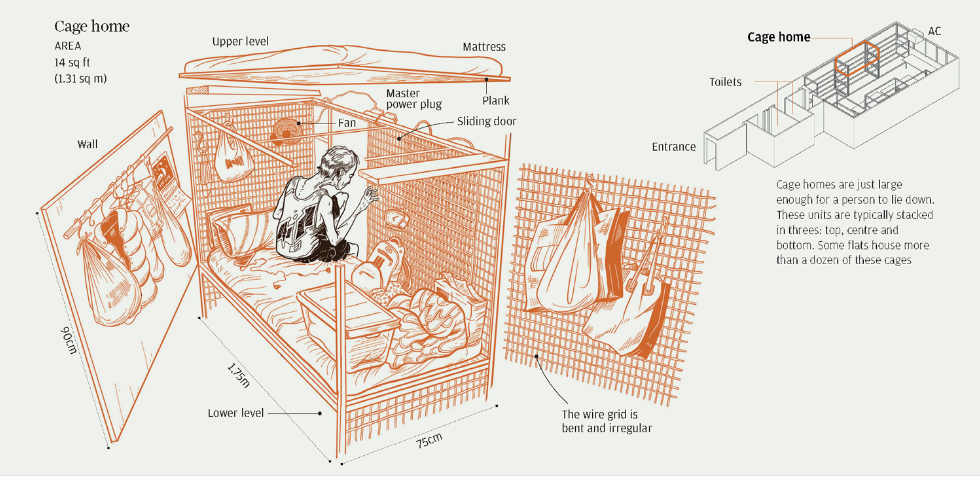 Cage home
AREA
14 sq ft
(1.31 sq m)
Upper level
Mattress
Plank
Master
power plug
Fan
Sliding door
Wall
90cm
1.75m
75cm
Lower level
The wire grid is
bent and irregular
Cage home
AC
Toilets
Entrance
Cage homes are just large
enough for a person to lie down.
These units are typically stacked
in threes: top, centre and
bottom. Some flats house more
than a dozen of these cages